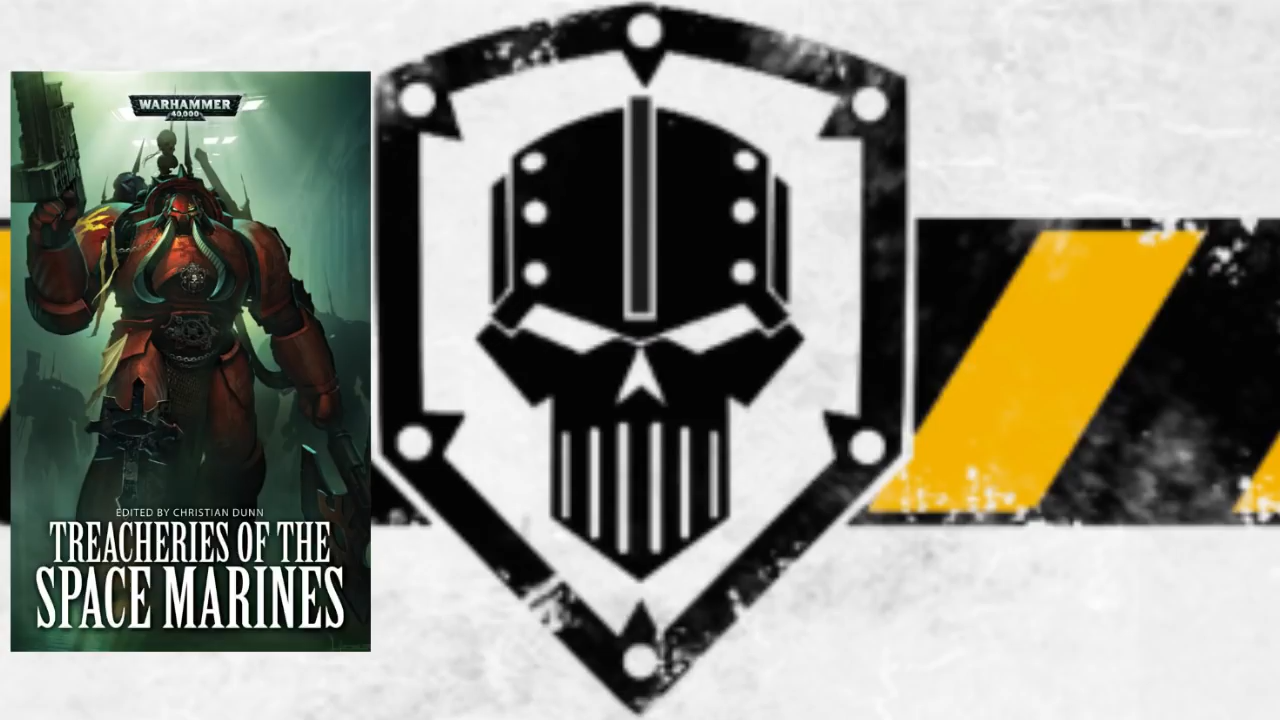 WARHAMMER
40,000
EDITED BY CHRISTIAN DUNN
TREACHERIES OF THE
SPACE MARINES